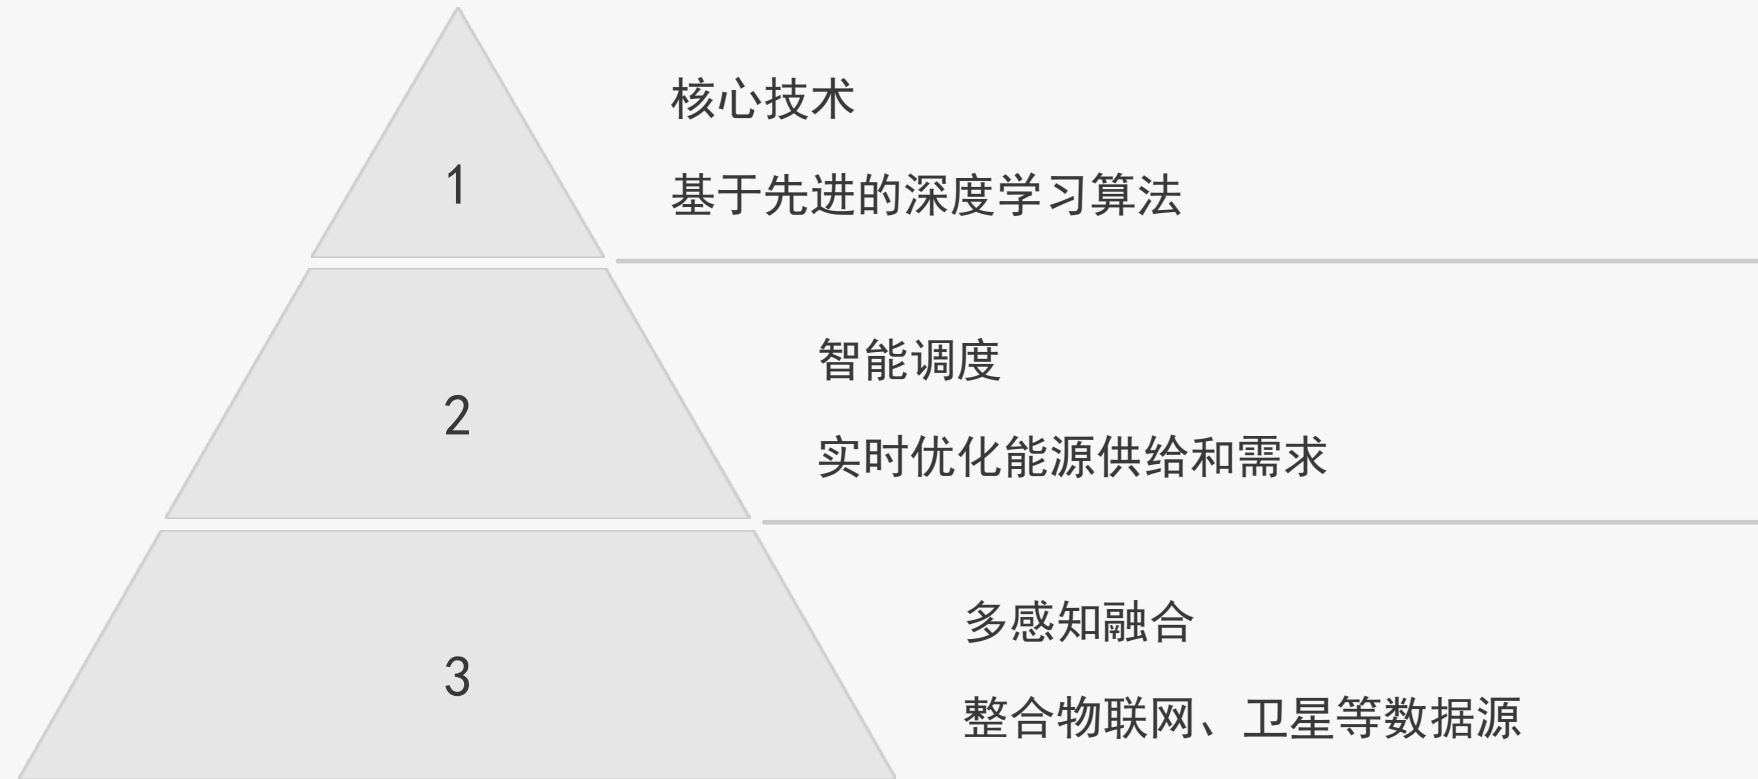 1
核心技术
基于先进的深度学习算法
2
智能调度
实时优化能源供给和需求
3
多感知融合
整合物联网、卫星等数据源